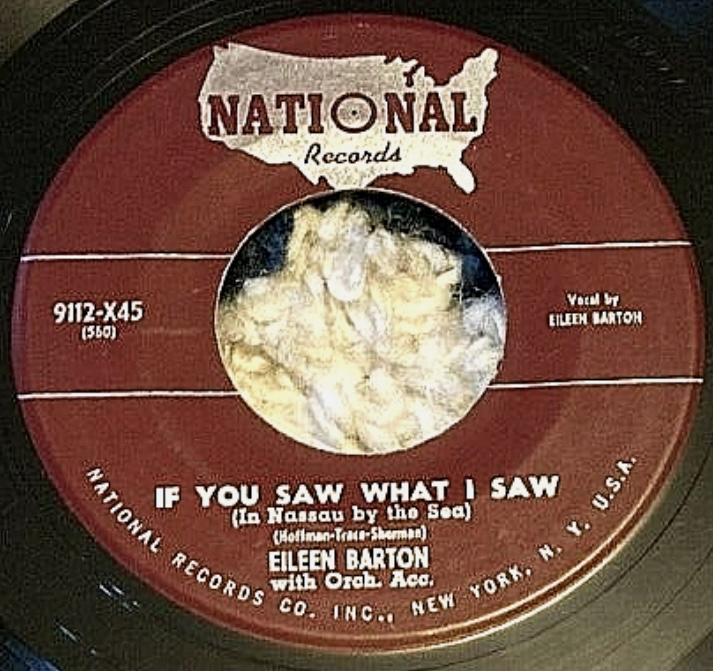 NATIONAL
Records
9112-X45
(560)
Vocal by
EILEEN BARTON
IF YOU SAW WHAT I SAW
(In Nassau by the Sea)
(Hoffman-Trace-Sherman)
EILEEN BARTON
with Orch. Acc.
NATIONAL RECORDS CO. INC., NEW YORK, N. Y. U.S.A.